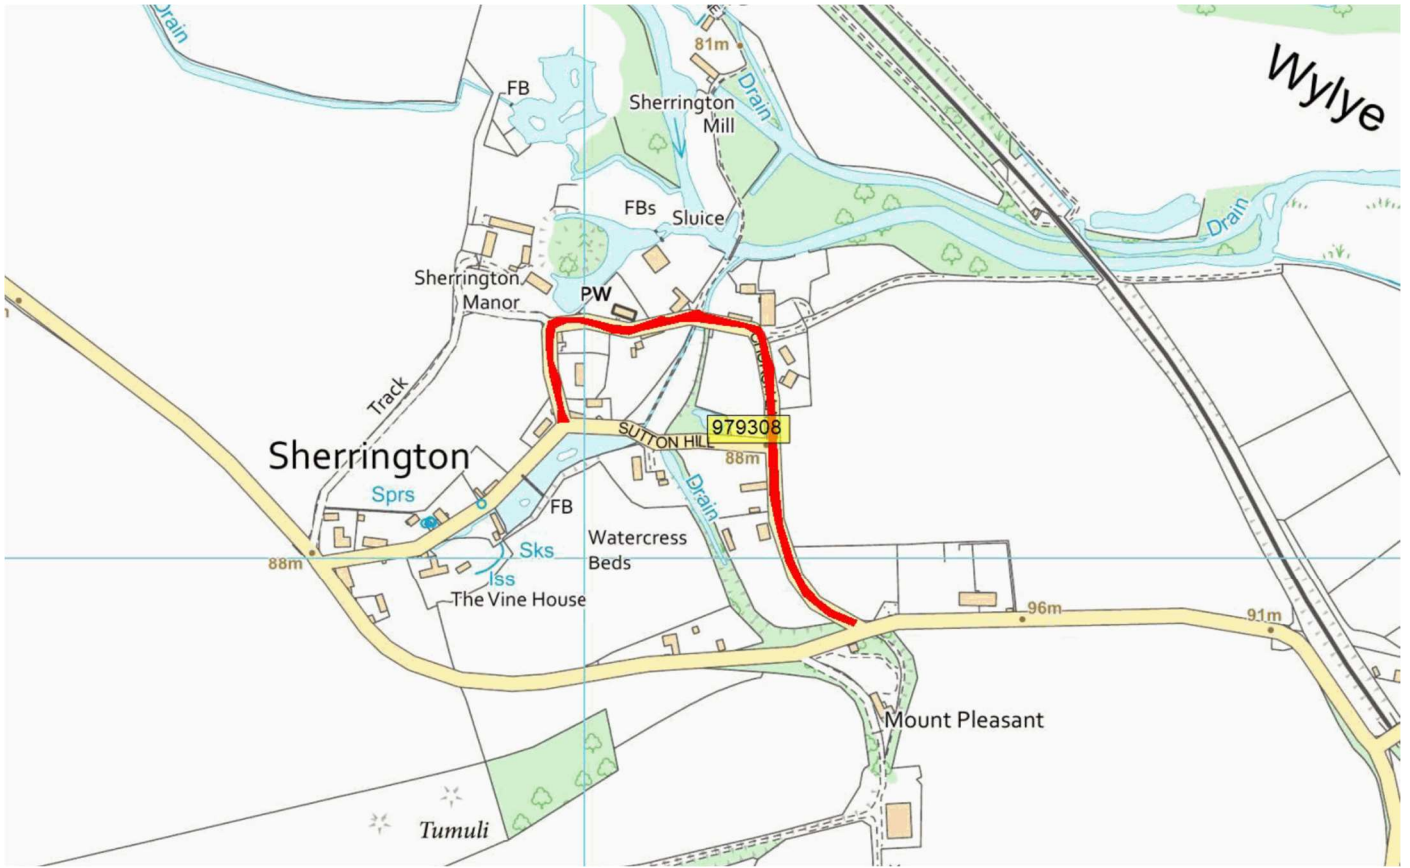 Drain
81m
FB
Drain
Sherrington
Mill
Wylye
FBs
Sluice
Drain
Sherrington
Manor
PW
Track
979308
SUTTON HILL
88m
Sherrington
Sprs
Drain
FB
Watercress
Beds
Sks
88m
Iss
The Vine House
96m
91m
Mount Pleasant
Tumuli